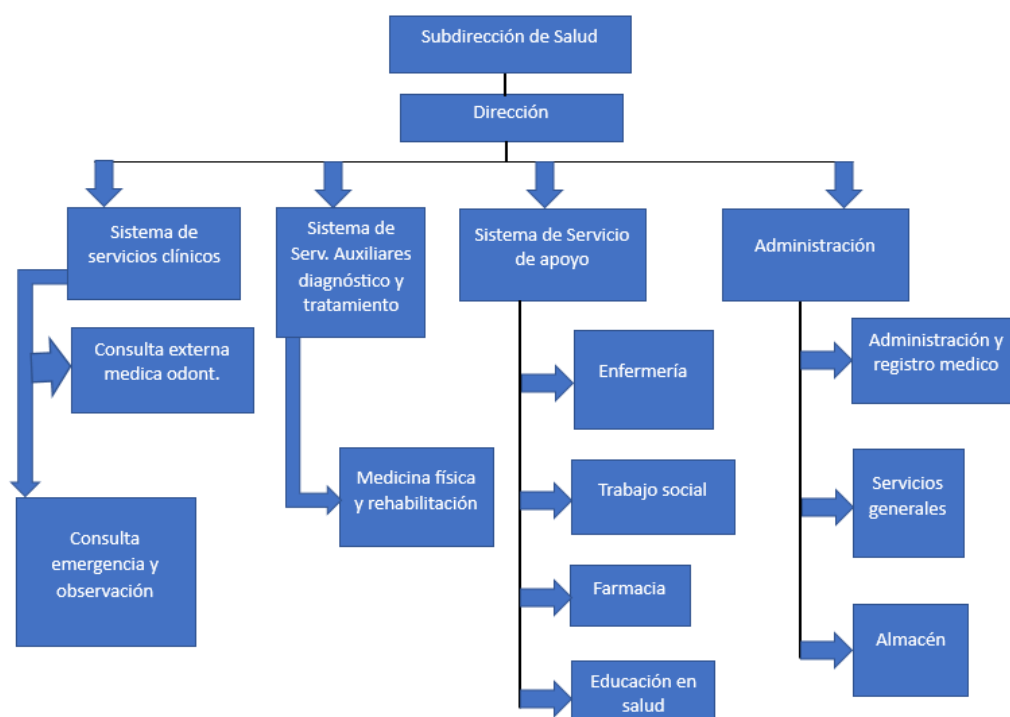 Subdirección de Salud
Dirección
Sistema de
servicios clínicos
Sistema de
Serv. Auxiliares
diagnóstico y
tratamiento
Sistema de Servicio
de apoyo
Administración
Consulta externa
medica odont.
Consulta
emergencia y
observación
Medicina física
y rehabilitación
Enfermería
Trabajo social
Farmacia
Educación en
salud
Administración y
registro medico
Servicios
generales
Almacén